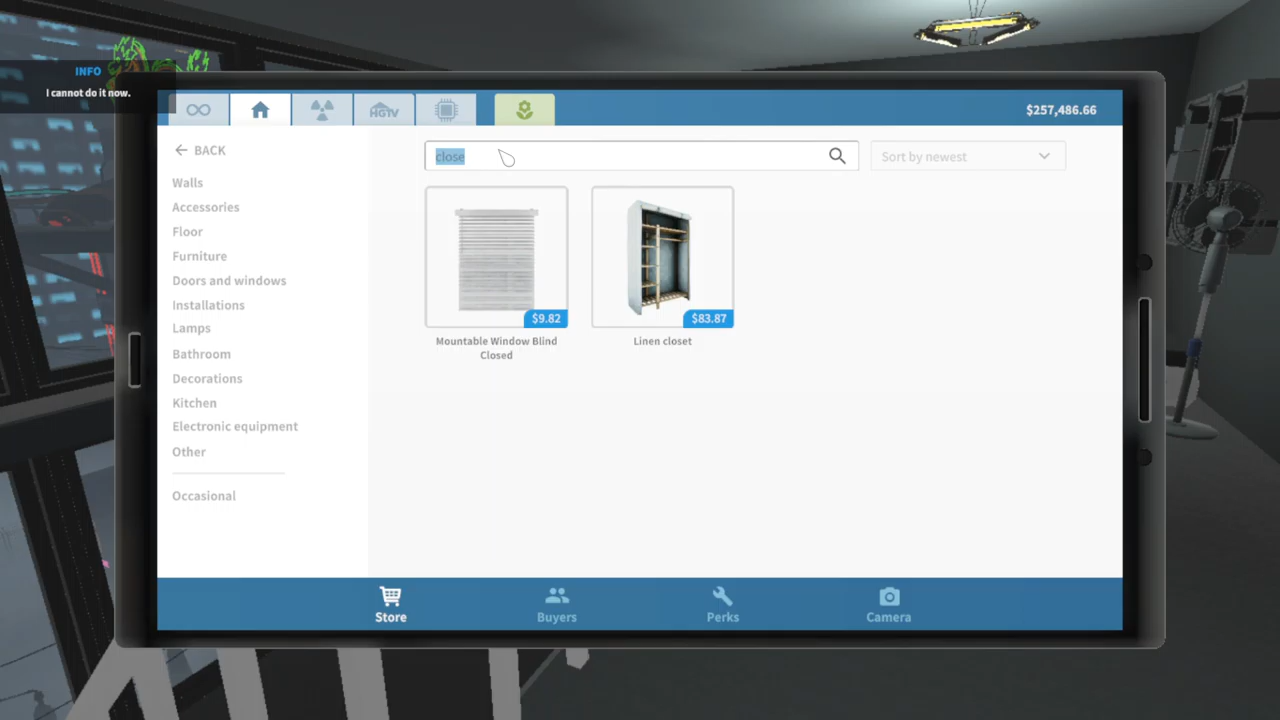 INFO
I cannot do it now.
HGTV
$257,486.66
BACK
close
Sort by newest
Walls
Accessories
Floor
Furniture
Doors and windows
Installations
Lamps
Bathroom
Decorations
Kitchen
Electronic equipment
Other
Occasional
$9.82
Mountable Window Blind
Closed
$83.87
Linen closet
Store
Buyers
Perks
Camera